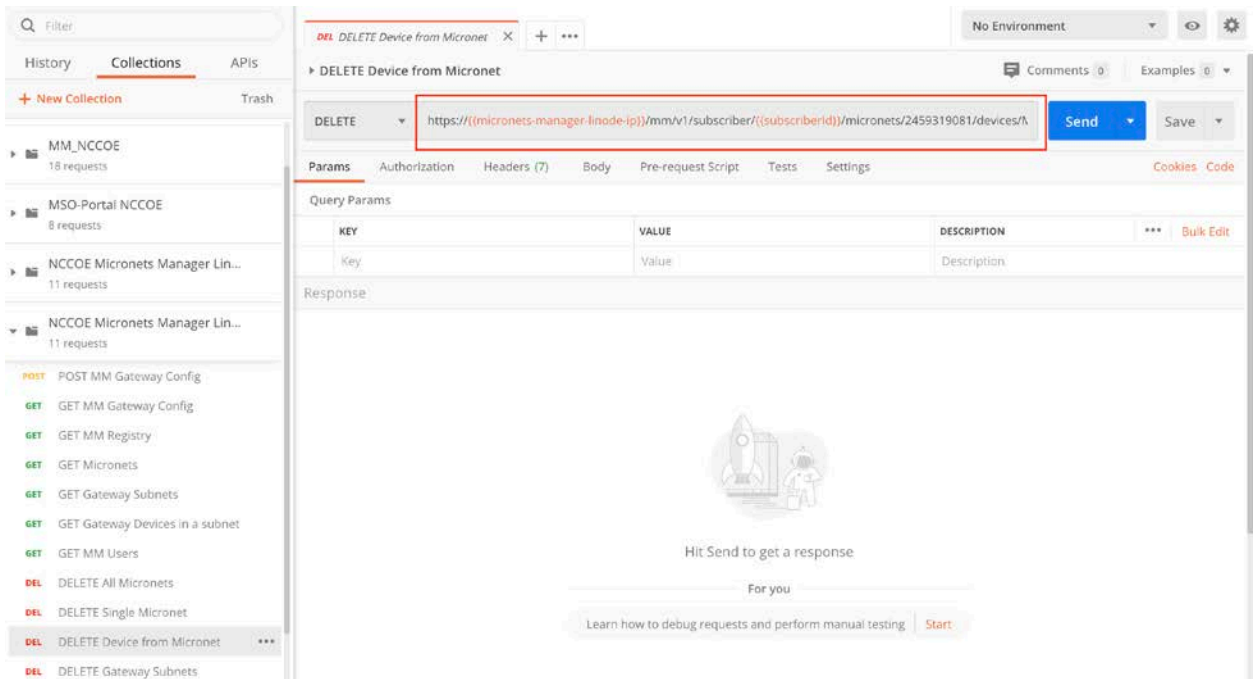 Filter
History Collections APIs
+ New Collection Trash
MM_NCCOE
18 requests
MSO-Portal NCCOE
8 requests
NCCOE Micronets Manager Lin...
11 requests
NCCOE Micronets Manager Lin...
11 requests
POST POST MM Gateway Config
GET GET MM Gateway Config
GET GET MM Registry
GET GET Micronets
GET GET Gateway Subnets
GET GET Gateway Devices in a subnet
GET GET MM Users
DEL DELETE All Micronets
DEL DELETE Single Micronet
DEL DELETE Device from Micronet ...
DEL DELETE Gateway Subnets
DEL DELETE Device from Micronet X + ...
No Environment
DELETE Device from Micronet
Comments 0 Examples 0
DELETE https://{{micronets-manager-linode-ip}}/mm/v1/subscriber/{{subscriberId}}/micronets/2459319081/devices/ Send Save
Params Authorization Headers (7) Body Pre-request Script Tests Settings Cookies Code
Query Params
KEY VALUE DESCRIPTION ... Bulk Edit
Key Value Description
Response
Hit Send to get a response
For you
Learn how to debug requests and perform manual testing Start